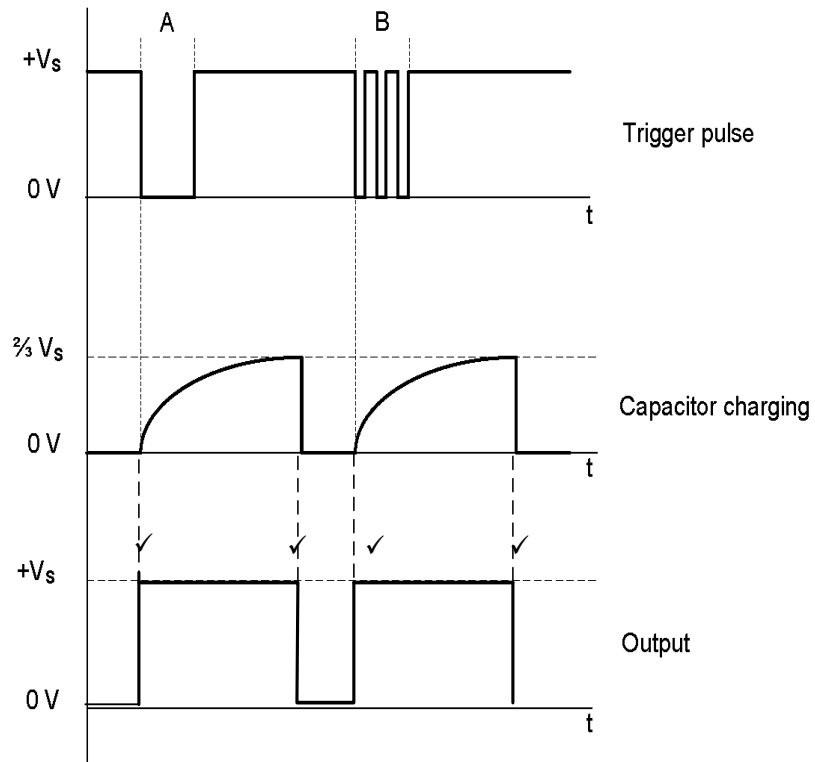 A B
+Vs
Trigger pulse
0 V
t
⅔ Vs
Capacitor charging
0 V
t
✓ ✓ ✓ ✓
+Vs
Output
0 V
t